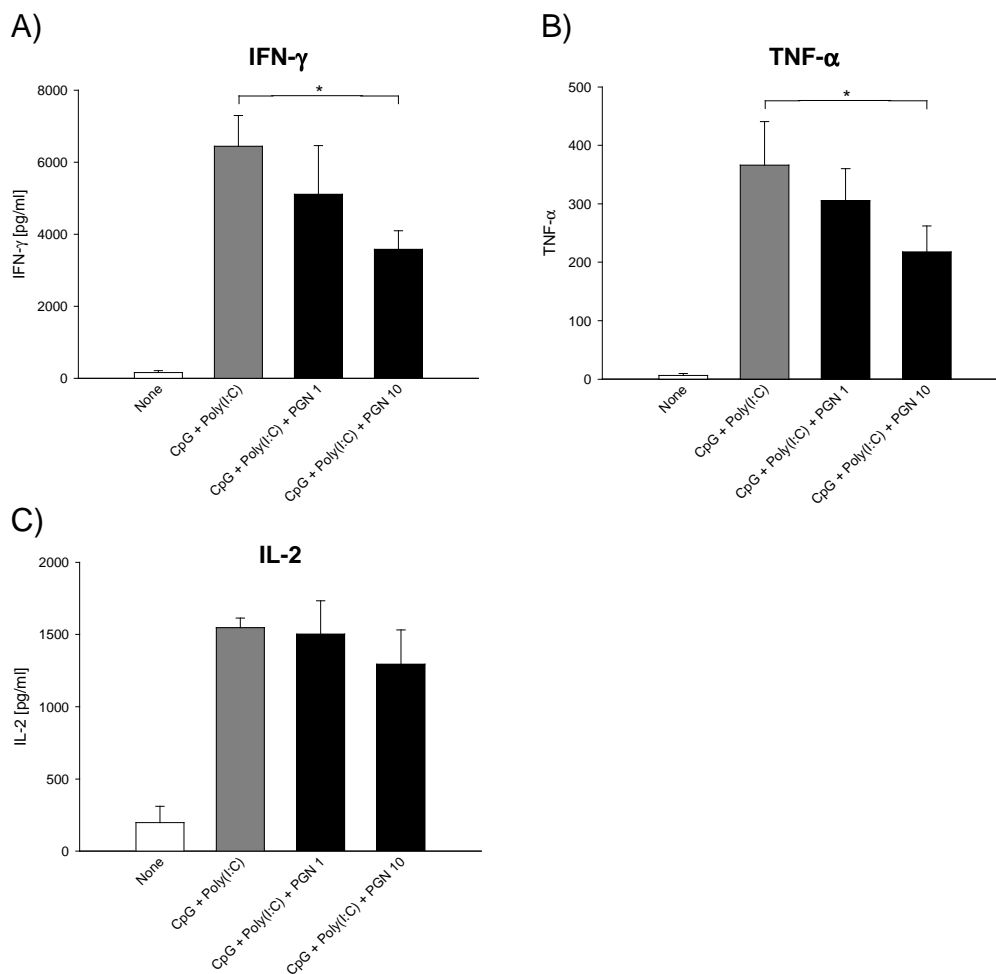 A)
IFN-γ
8000
6000
4000
2000
0
IFN-γ [pg/ml]
*
None
CpG + Poly(I:C)
CpG + Poly(I:C) + PGN 1
CpG + Poly(I:C) + PGN 10
B)
TNF-α
500
400
300
200
100
0
TNF-α
*
None
CpG + Poly(I:C)
CpG + Poly(I:C) + PGN 1
CpG + Poly(I:C) + PGN 10
C)
IL-2
2000
1500
1000
500
0
IL-2 [pg/ml]
None
CpG + Poly(I:C)
CpG + Poly(I:C) + PGN 1
CpG + Poly(I:C) + PGN 10